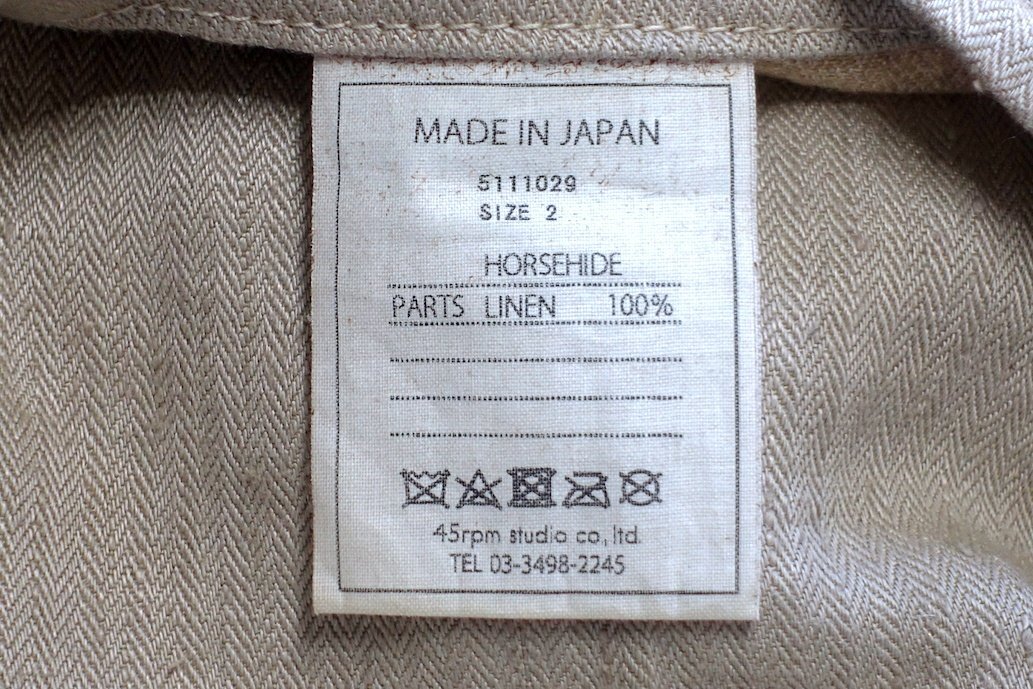 MADE IN JAPAN
5111029
SIZE 2
HORSEHIDE
PARTS LINEN 100%
45rpm studio co., ltd.
TEL 03-3498-2245